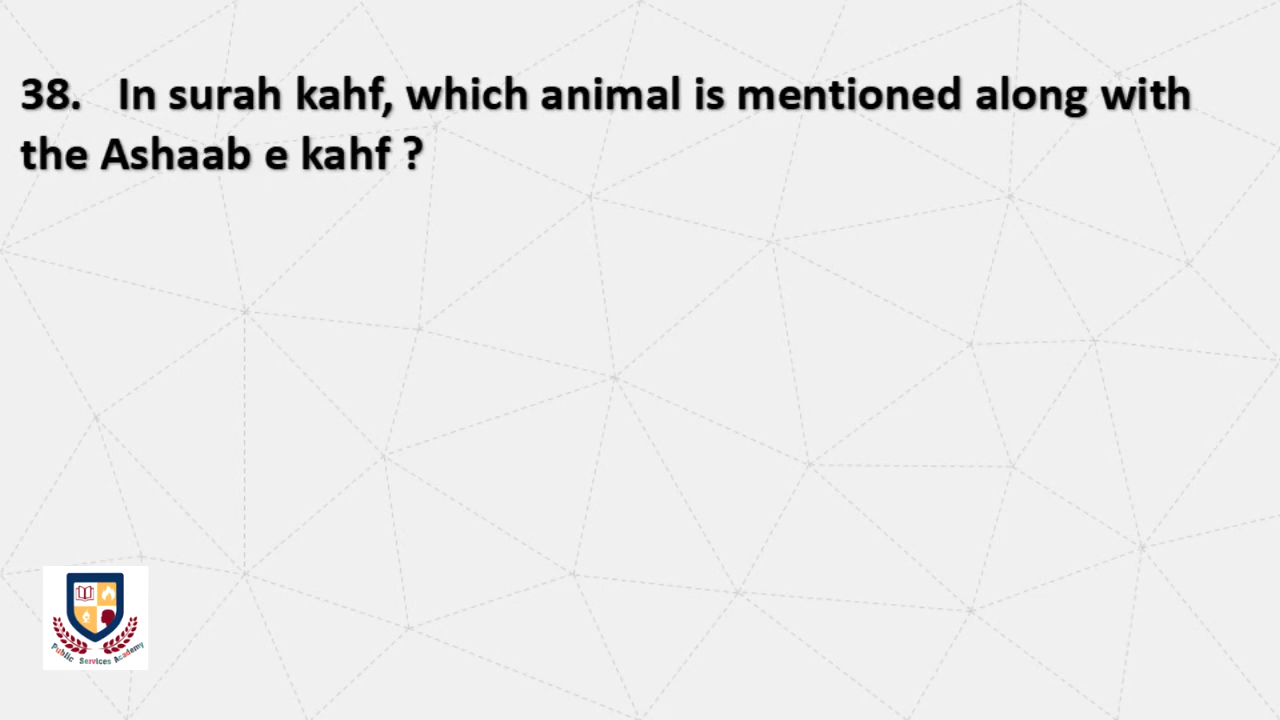 38. In surah kahf, which animal is mentioned along with
the Ashaab e kahf ?
Public Services Academy